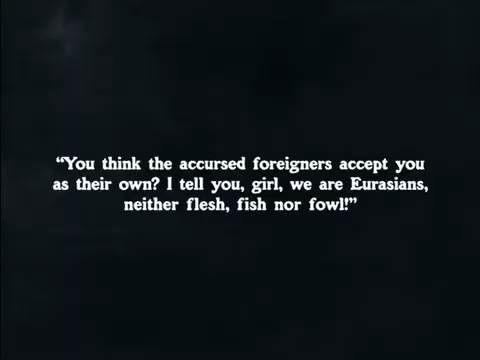 “You think the accursed foreigners accept you
as their own? I tell you, girl, we are Eurasians,
neither flesh, fish nor fowl!”